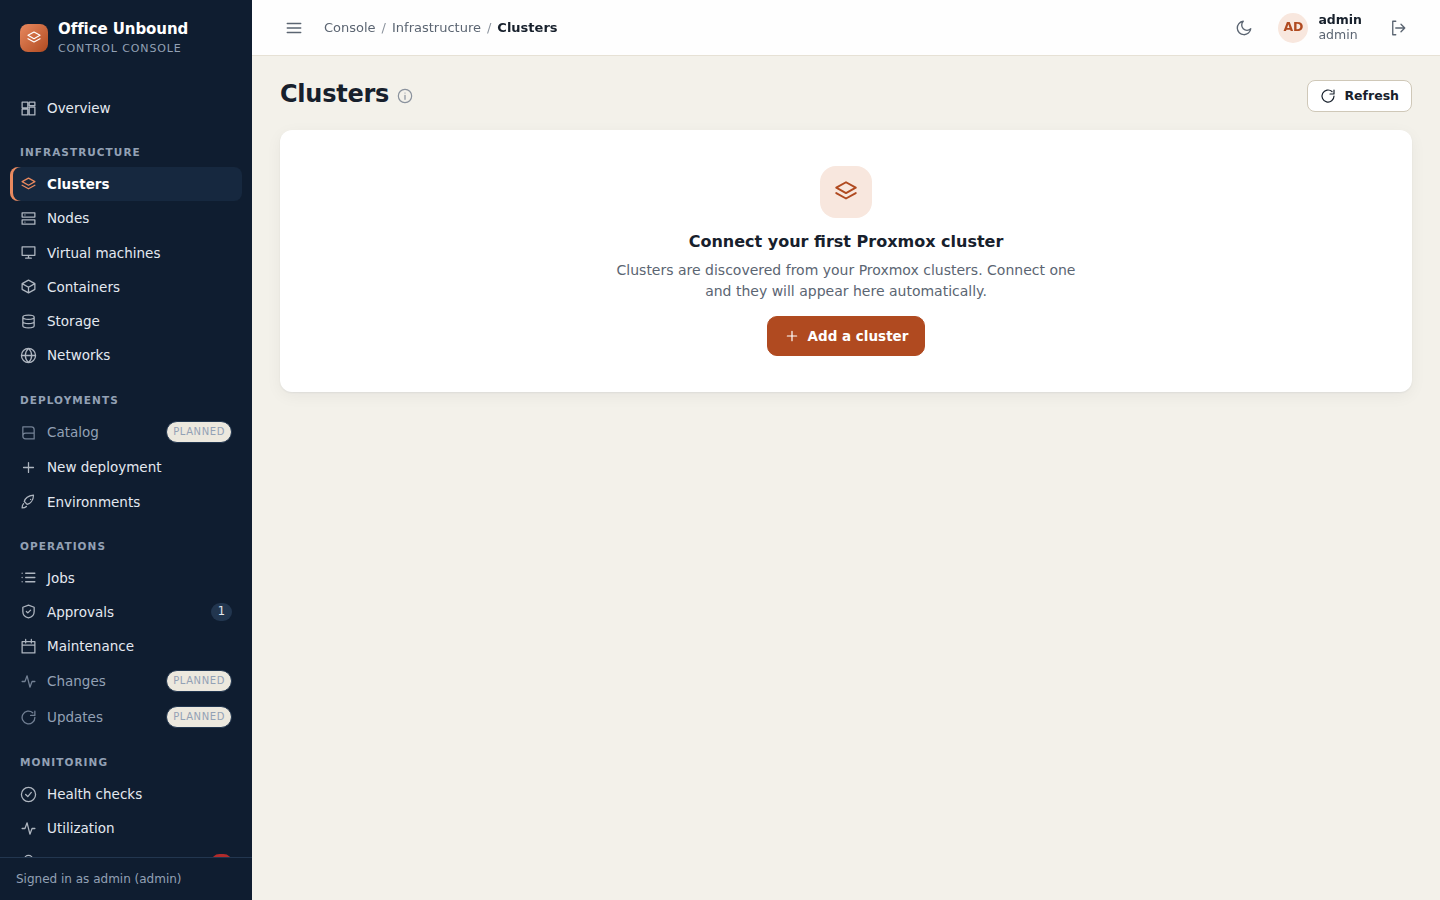 Office Unbound
CONTROL CONSOLE
Overview
INFRASTRUCTURE
Clusters
Nodes
Virtual machines
Containers
Storage
Networks
DEPLOYMENTS
Catalog PLANNED
New deployment
Environments
OPERATIONS
Jobs
Approvals 1
Maintenance
Changes PLANNED
Updates PLANNED
MONITORING
Health checks
Utilization
Signed in as admin (admin)
Console / Infrastructure / Clusters
AD
admin
admin
Clusters
Refresh
Connect your first Proxmox cluster
Clusters are discovered from your Proxmox clusters. Connect one
and they will appear here automatically.
Add a cluster